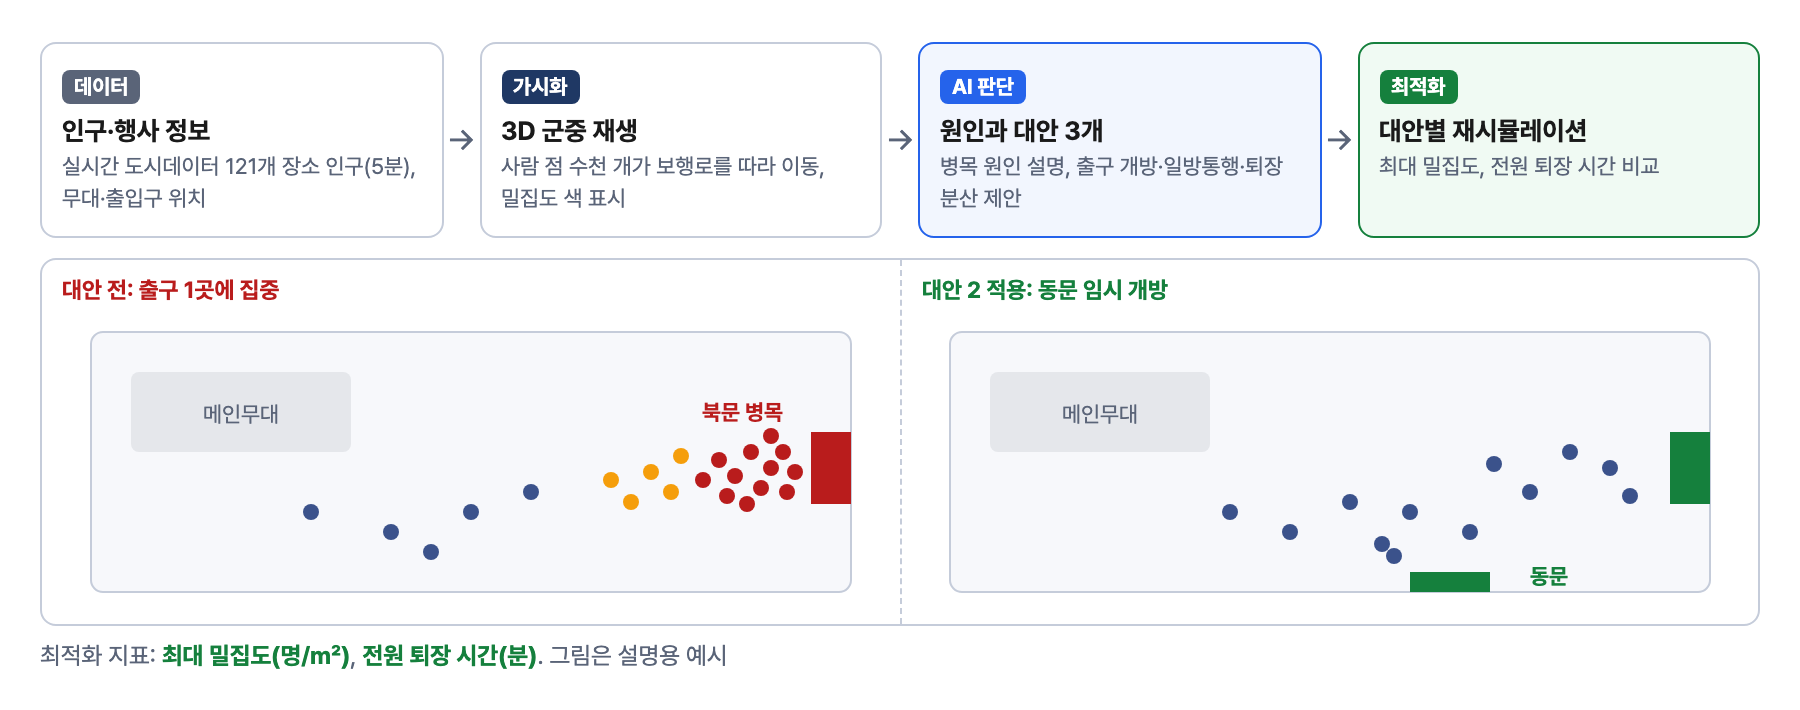 데이터
인구·행사 정보
실시간 도시데이터 121개 장소 인구(5분),
무대·출입구 위치
가시화
3D 군중 재생
사람 점 수천 개가 보행로를 따라 이동,
밀집도 색 표시
AI 판단
원인과 대안 3개
병목 원인 설명, 출구 개방·일방통행·퇴장
분산 제안
최적화
대안별 재시뮬레이션
최대 밀집도, 전원 퇴장 시간 비교
대안 전: 출구 1곳에 집중
메인무대
북문 병목
대안 2 적용: 동문 임시 개방
메인무대
동문
최적화 지표: 최대 밀집도(명/m²), 전원 퇴장 시간(분). 그림은 설명용 예시